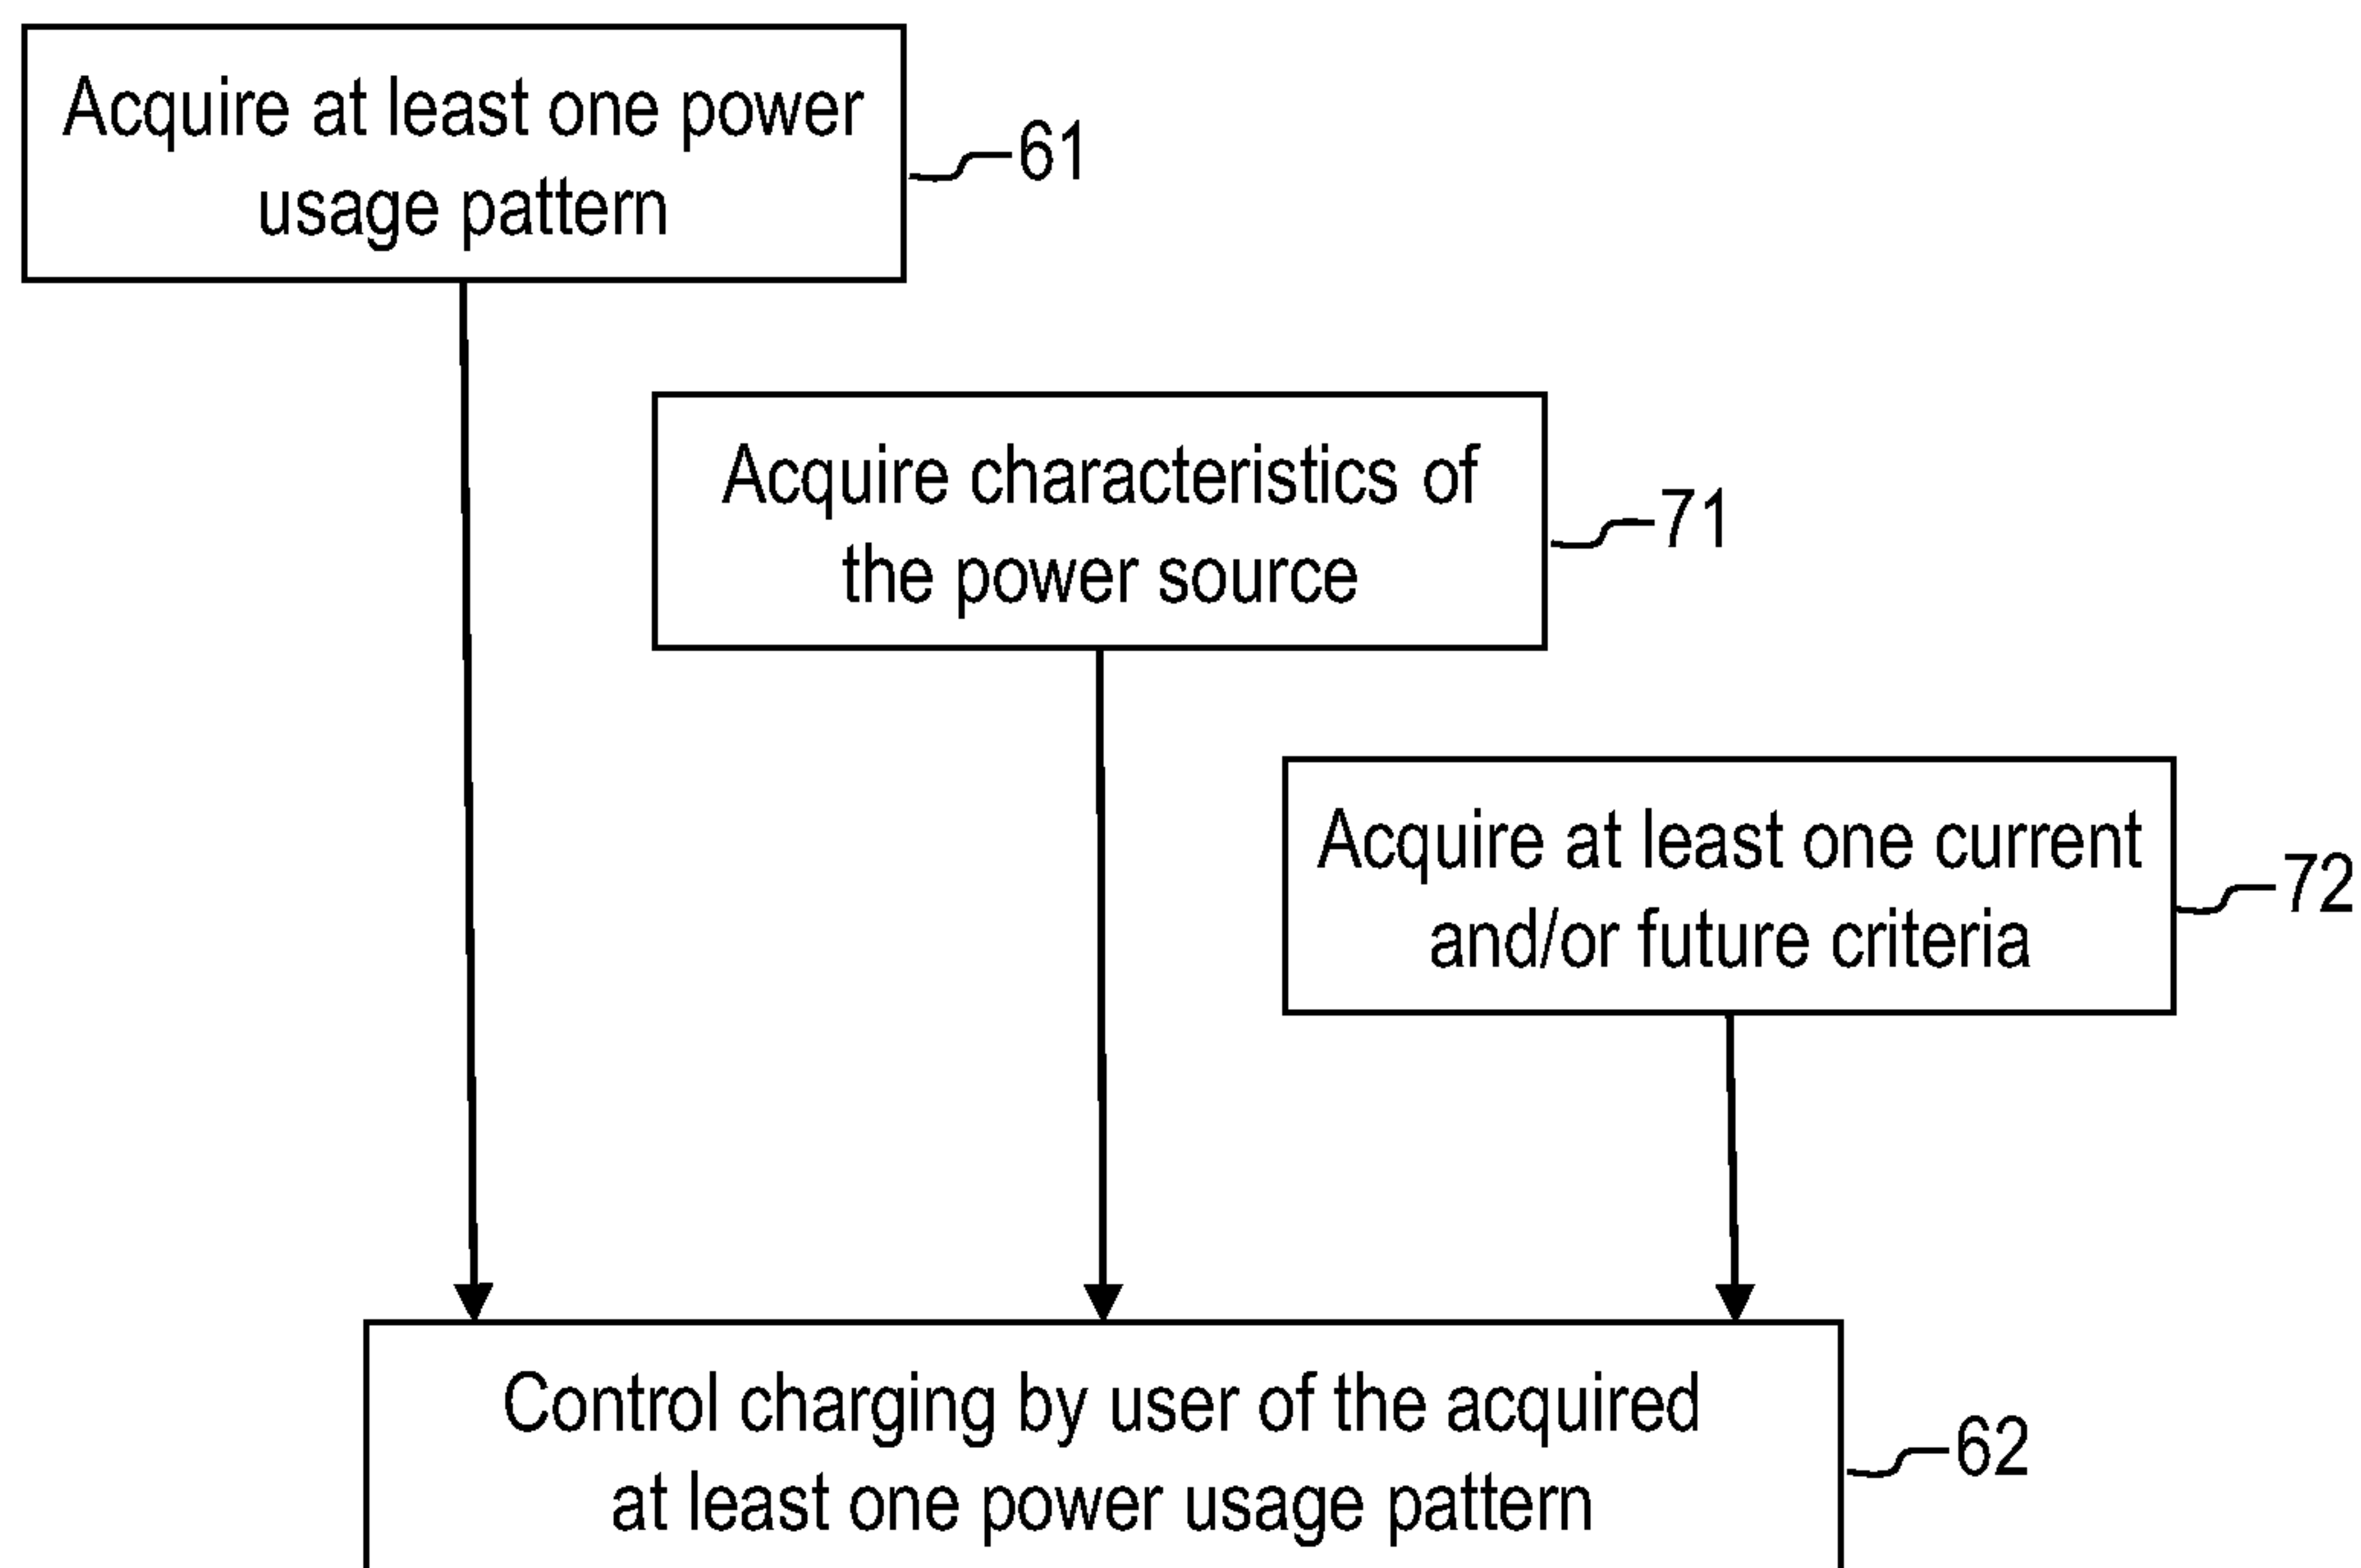 Acquire at least one power
usage pattern
61
Acquire characteristics of
the power source
71
Acquire at least one current
and/or future criteria
72
Control charging by user of the acquired
at least one power usage pattern
62